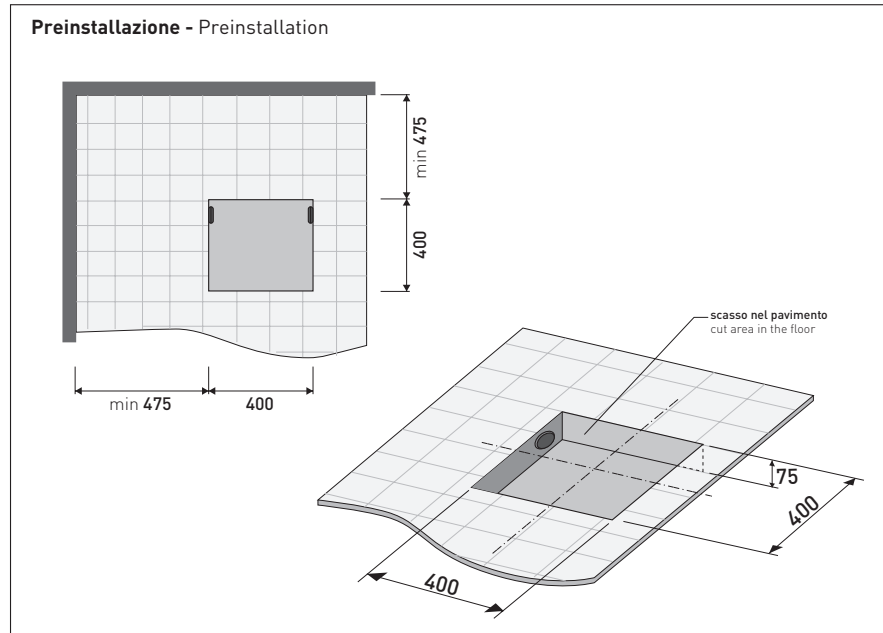 Preinstallazione - Preinstallation
min 475
400
min 475
400
scasso nel pavimento
cut area in the floor
75
400
400